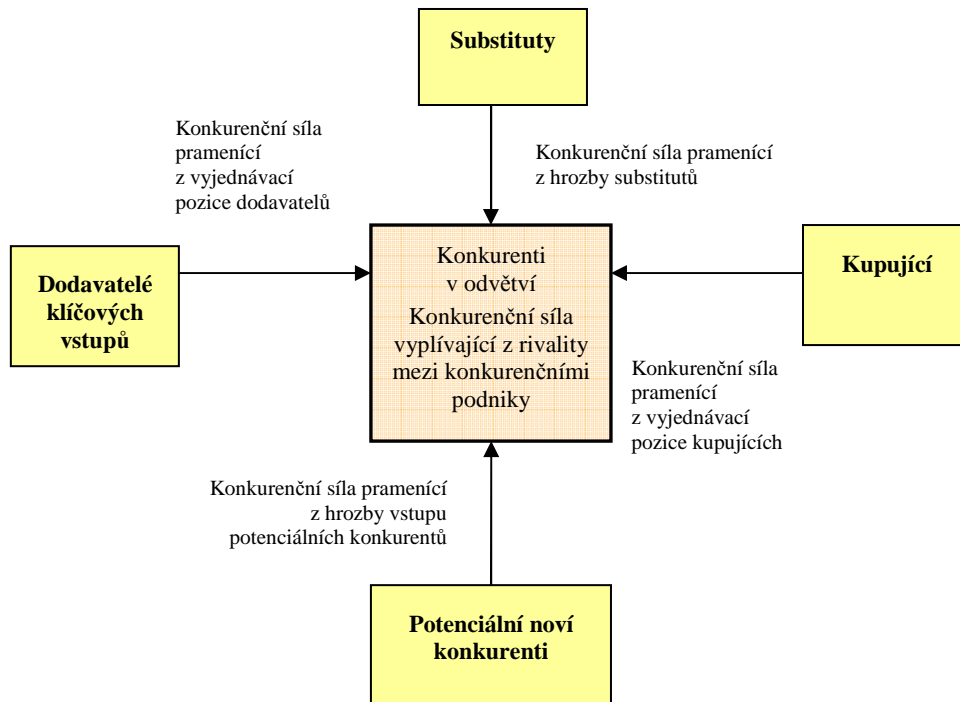 Substituty
Konkurenční síla
pramenící
z vyjednávací
pozice dodavatelů
Konkurenční síla pramenící
z hrozby substitutů
Dodavatelé
klíčových
vstupů
Konkurenti
v odvětví
Konkurenční síla
vyplívající z rivality
mezi konkurenčními
podniky
Kupující
Konkurenční síla
pramenící
z vyjednávací
pozice kupujících
Konkurenční síla pramenící
z hrozby vstupu
potenciálních konkurentů
Potenciální noví
konkurenti